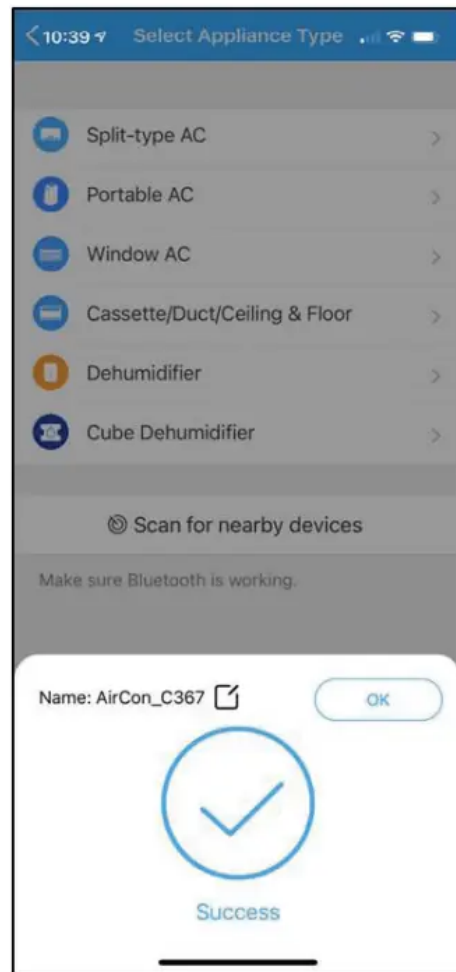 10:39 Select Appliance Type
Split-type AC
Portable AC
Window AC
Cassette/Duct/Ceiling & Floor
Dehumidifier
Cube Dehumidifier
Scan for nearby devices
Make sure Bluetooth is working.
Name: AirCon_C367
OK
Success